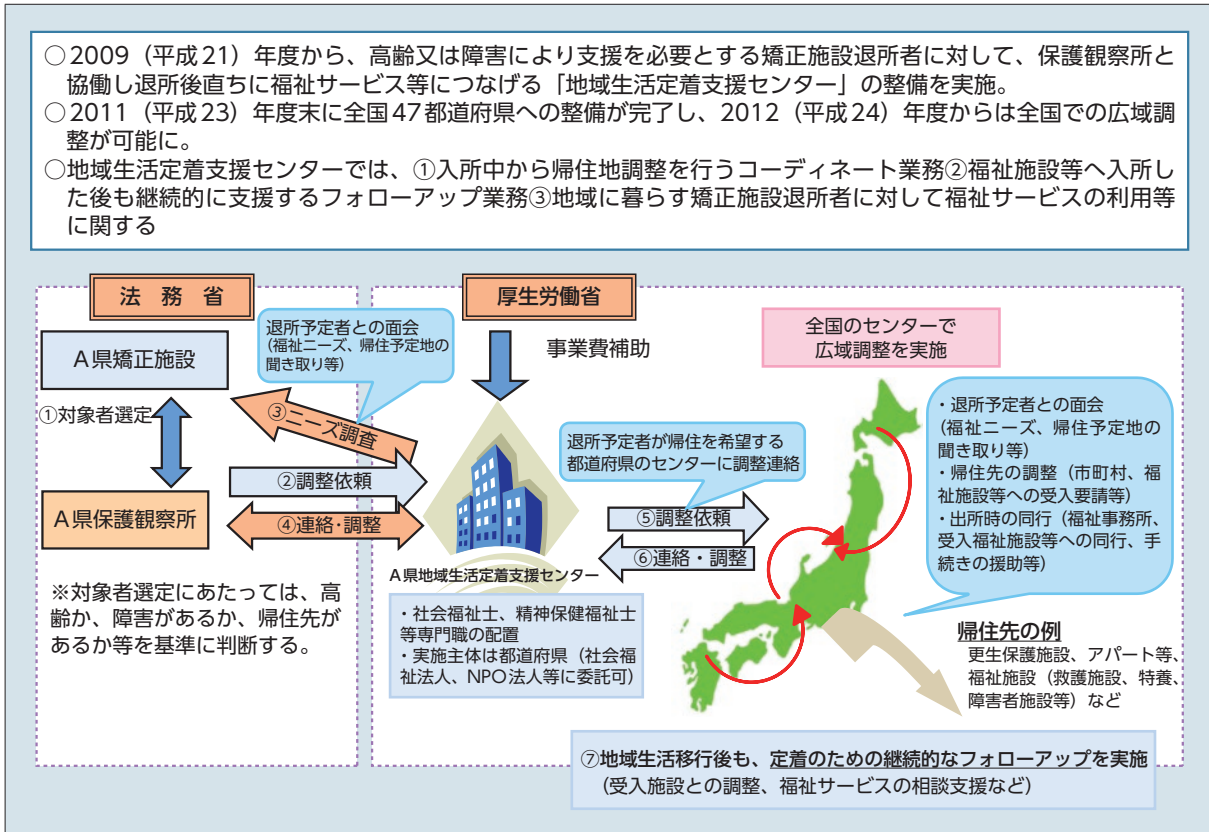 ○2009（平成21）年度から、高齢又は障害により支援を必要とする矯正施設退所者に対して、保護観察所と
協働し退所後直ちに福祉サービス等につなげる「地域生活定着支援センター」の整備を実施。
○2011（平成23）年度末に全国47都道府県への整備が完了し、2012（平成24）年度からは全国での広域調
整が可能に。
○地域生活定着支援センターでは、①入所中から帰住地調整を行うコーディネート業務②福祉施設等へ入所し
た後も継続的に支援するフォローアップ業務③地域に暮らす矯正施設退所者に対して福祉サービスの利用等
に関する
法務省
A県矯正施設
①対象者選定
A県保護観察所
※対象者選定にあたっては、高
齢か、障害があるか、帰住先が
あるか等を基準に判断する。
退所予定者との面会
（福祉ニーズ、帰住予定地の
聞き取り等）
③ニーズ調査
②調整依頼
④連絡・調整
厚生労働省
事業費補助
A県地域生活定着支援センター
・社会福祉士、精神保健福祉士
等専門職の配置
・実施主体は都道府県（社会福
祉法人、NPO法人等に委託可）
退所予定者が帰住を希望する
都道府県のセンターに調整連絡
⑤調整依頼
⑥連絡・調整
全国のセンターで
広域調整を実施
・退所予定者との面会
（福祉ニーズ、帰住予定地の
聞き取り等）
・帰住先の調整（市町村、福
祉施設等への受入要請等）
・出所時の同行（福祉事務所、
受入福祉施設等への同行、手
続きの援助等）
帰住先の例
更生保護施設、アパート等、
福祉施設（救護施設、特養、
障害者施設等）など
⑦地域生活移行後も、定着のための継続的なフォローアップを実施
（受入施設との調整、福祉サービスの相談支援など）